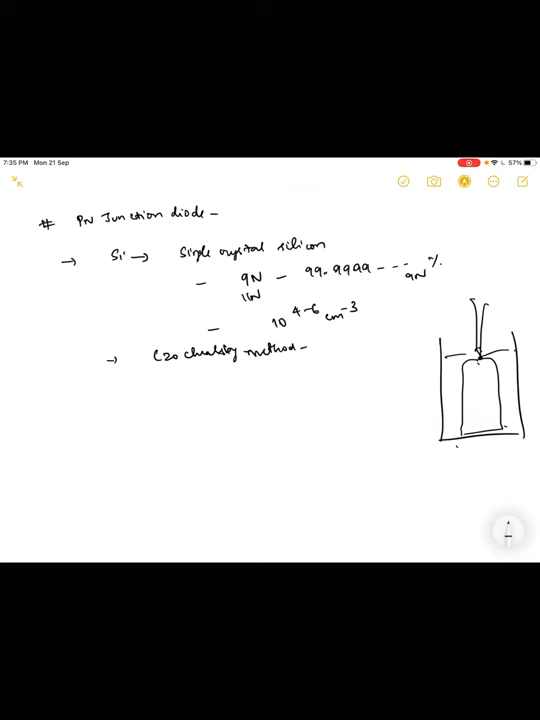 7:35 PM Mon 21 Sep 57%
# PN Junction diode -
→ Si → Single crystal silicon
- 9N - 99.9999 --- 9N %
11N
- 10^4-6 cm^-3
→ Czochralsky method -